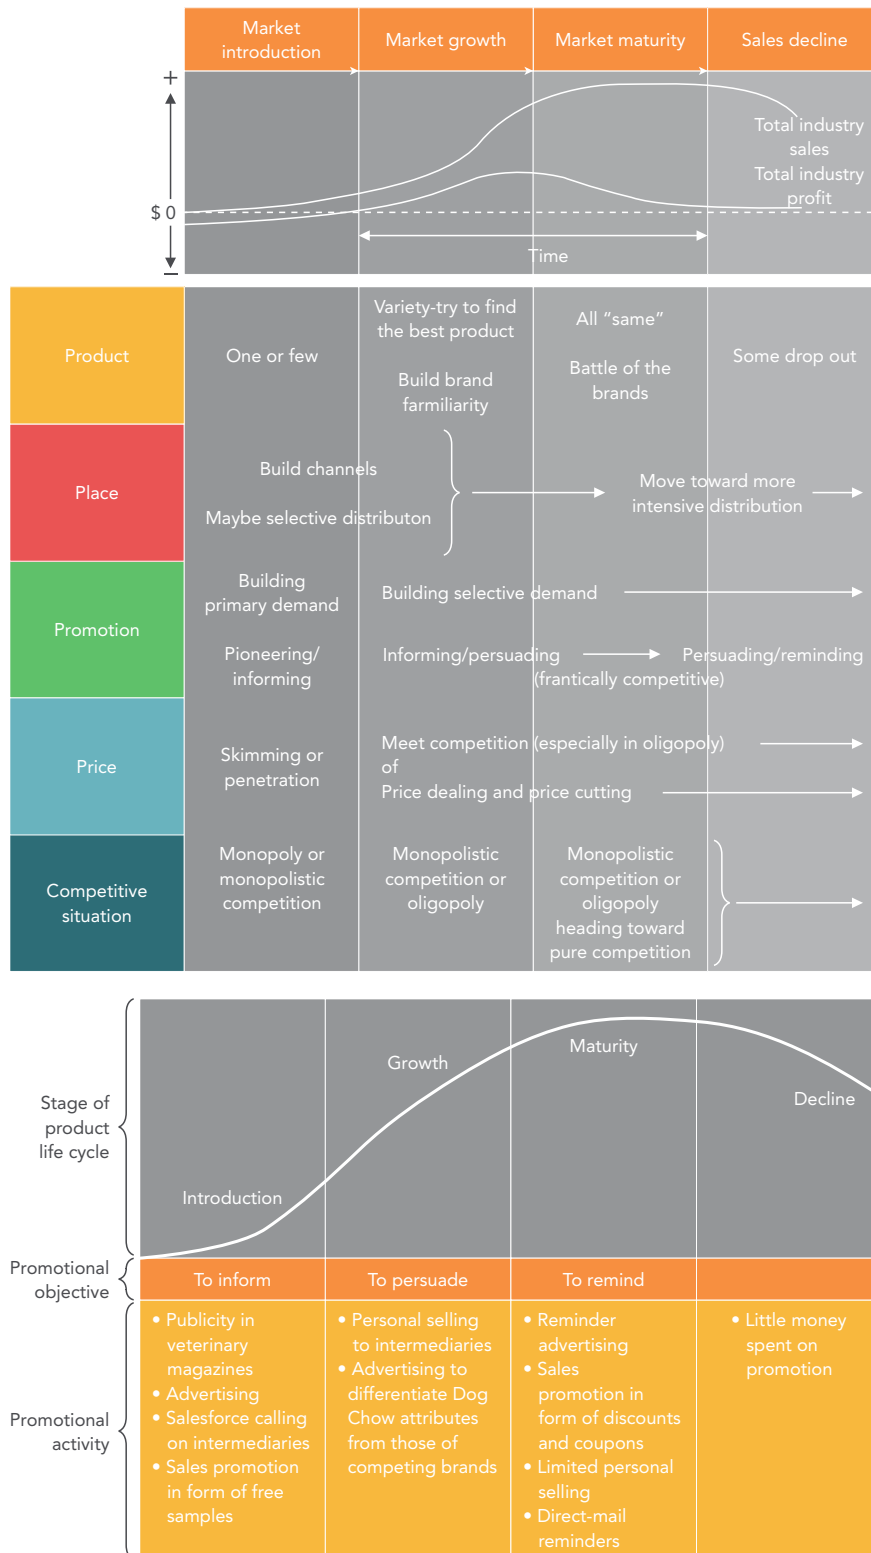 Market
introduction
Market growth
Market maturity
Sales decline
+
$ 0
–
Total industry
sales
Total industry
profit
Time
Product
One or few
Variety-try to find
the best product
Build brand
farmiliarity
All “same”
Battle of the
brands
Some drop out
Place
Build channels
Maybe selective distributon
Move toward more
intensive distribution
Promotion
Building
primary demand
Building selective demand
Pioneering/
informing
Informing/persuading
(frantically competitive)
Persuading/reminding
Price
Skimming or
penetration
Meet competition (especially in oligopoly)
of
Price dealing and price cutting
Competitive
situation
Monopoly or
monopolistic
competition
Monopolistic
competition or
oligopoly
Monopolistic
competition or
oligopoly
heading toward
pure competition
Stage of
product
life cycle
Introduction
Growth
Maturity
Decline
Promotional
objective
To inform
To persuade
To remind
Promotional
activity
• Publicity in
veterinary
magazines
• Advertising
• Salesforce calling
on intermediaries
• Sales promotion
in form of free
samples
• Personal selling
to intermediaries
• Advertising to
differentiate Dog
Chow attributes
from those of
competing brands
• Reminder
advertising
• Sales
promotion in
form of discounts
and coupons
• Limited personal
selling
• Direct-mail
reminders
• Little money
spent on
promotion